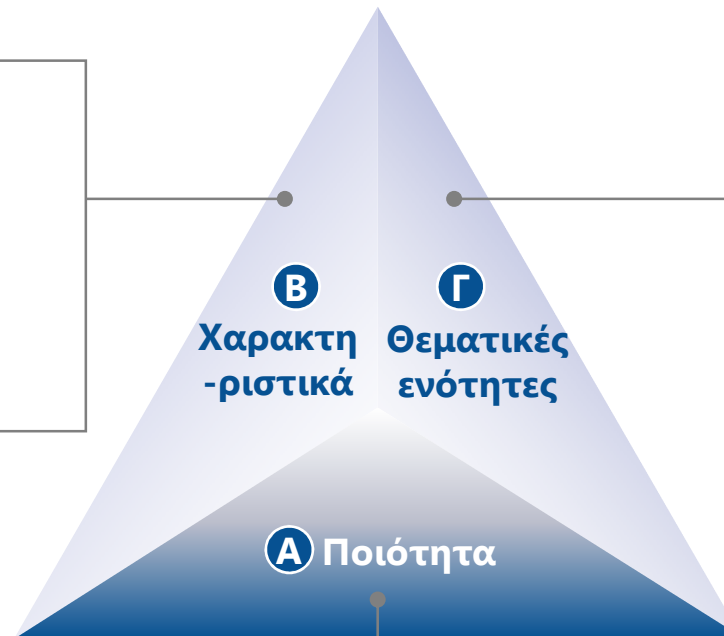 Β
Χαρακτη
-ριστικά
Γ
Θεματικές
ενότητες
Α Ποιότητα